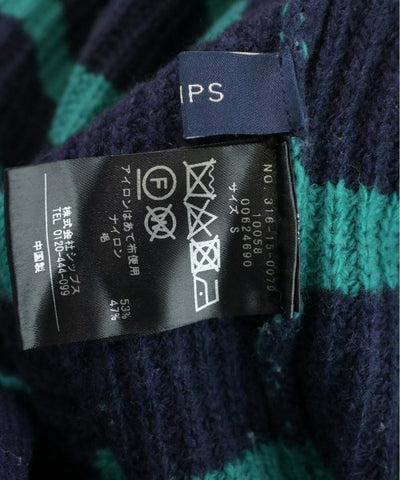 IPS
NO. 316-15-0070
10058
00624690
サイズ S
F
アイロンはあて布使用
ナイロン 53%
毛 47%
株式会社シップス
TEL 0120-444-099
中国製